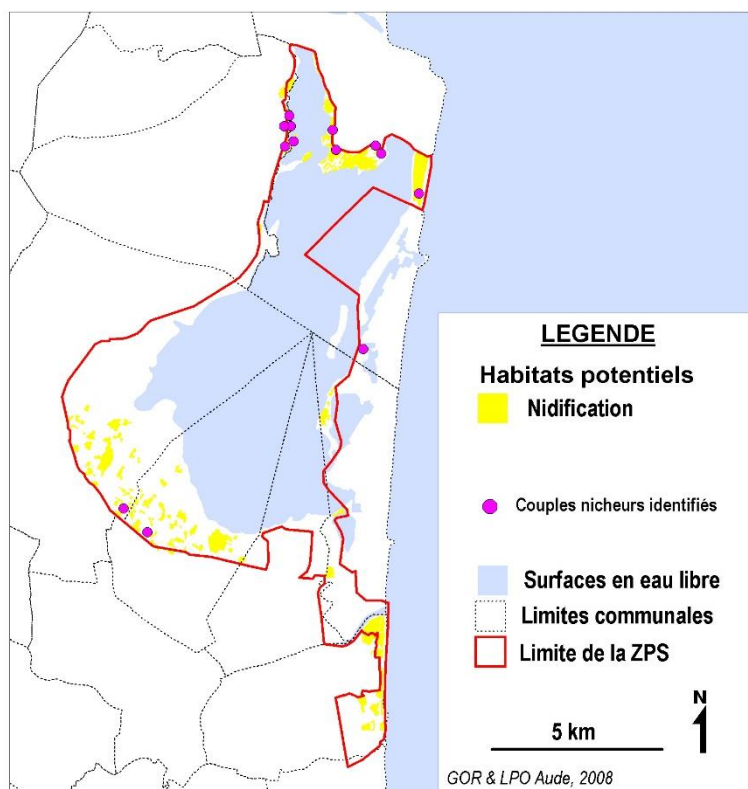 LEGENDE
Habitats potentiels
Nidification
Couples nicheurs identifiés
Surfaces en eau libre
Limites communales
Limite de la ZPS
N
5 km
GOR & LPO Aude, 2008